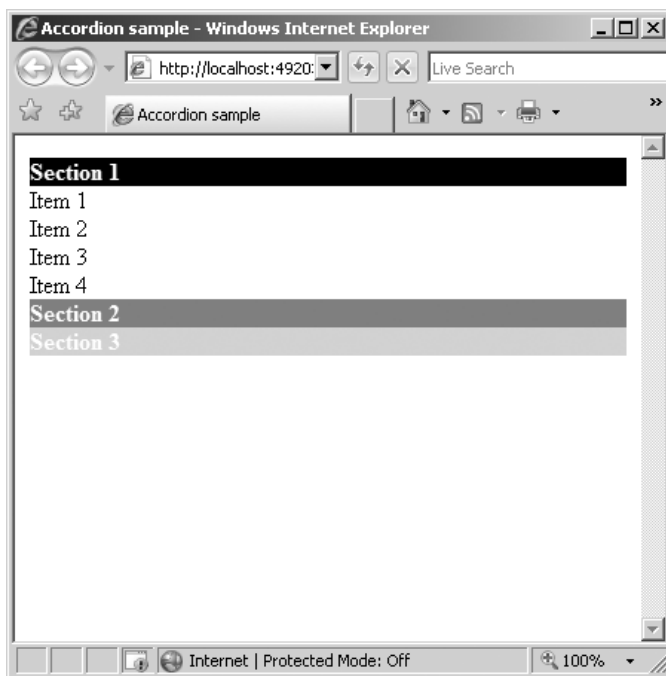 Accordion sample - Windows Internet Explorer
http://localhost:4920:
Live Search
Accordion sample
»
Section 1
Item 1
Item 2
Item 3
Item 4
Section 2
Section 3
Internet | Protected Mode: Off
100%